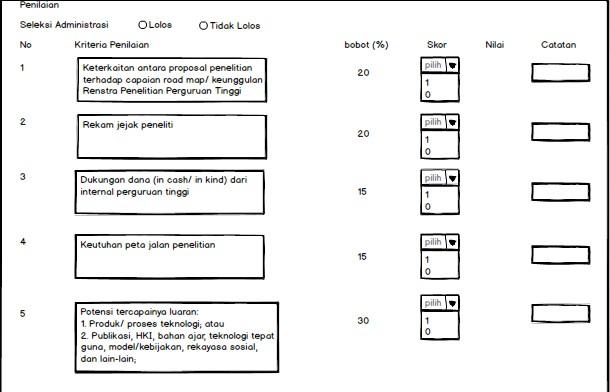 Penilaian
Seleksi Administrasi Lolos Tidak Lolos
No Kriteria Penilaian bobot (%) Skor Nilai Catatan
1 Keterkaitan antara proposal penelitian
terhadap capaian road map/ keunggulan
Renstra Penelitian Perguruan Tinggi
20 pilih
1
0
2 Rekam jejak peneliti
20 pilih
1
0
3 Dukungan dana (in cash/ in kind) dari
internal perguruan tinggi
15 pilih
1
0
4 Keutuhan peta jalan penelitian
15 pilih
1
0
5 Potensi tercapainya luaran:
1. Produk/ proses teknologi; atau
2. Publikasi, HKI, bahan ajar, teknologi tepat
guna, model/kebijakan, rekayasa sosial,
dan lain-lain;
30 pilih
1
0